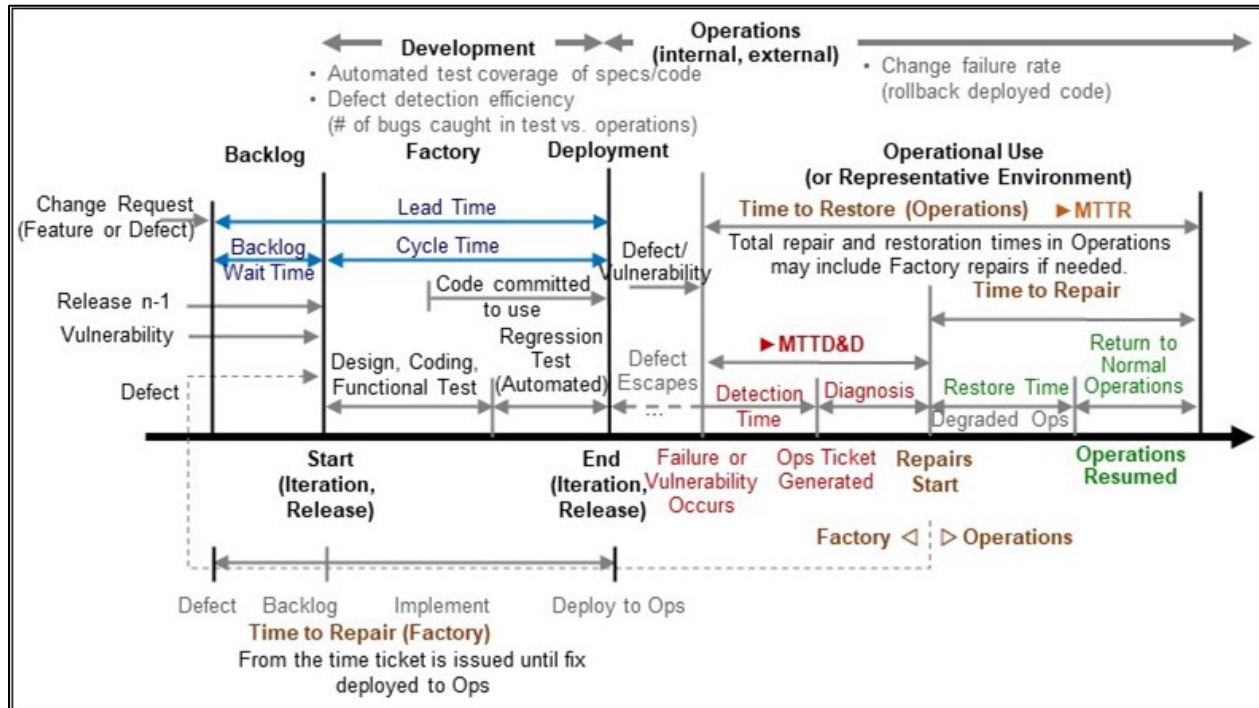 Development
Operations
(internal, external)
• Automated test coverage of specs/code
• Defect detection efficiency
(# of bugs caught in test vs. operations)
• Change failure rate
(rollback deployed code)
Backlog
Factory
Deployment
Operational Use
(or Representative Environment)
Change Request
(Feature or Defect)
Lead Time
Time to Restore (Operations)
►MTTR
Backlog
Wait Time
Cycle Time
Defect/
Vulnerability
Total repair and restoration times in Operations
may include Factory repairs if needed.
Code committed
to use
Time to Repair
Release n-1
Vulnerability
Defect
Design, Coding,
Functional Test
Regression
Test
(Automated)
Defect
Escapes
...
►MTTD&D
Detection
Time
Diagnosis
Restore Time
Degraded Ops
Return to
Normal
Operations
Start
(Iteration,
Release)
End
(Iteration,
Release)
Failure or
Vulnerability
Occurs
Ops Ticket
Generated
Repairs
Start
Operations
Resumed
Factory ◁ ▷ Operations
Defect
Backlog
Implement
Deploy to Ops
Time to Repair (Factory)
From the time ticket is issued until fix
deployed to Ops